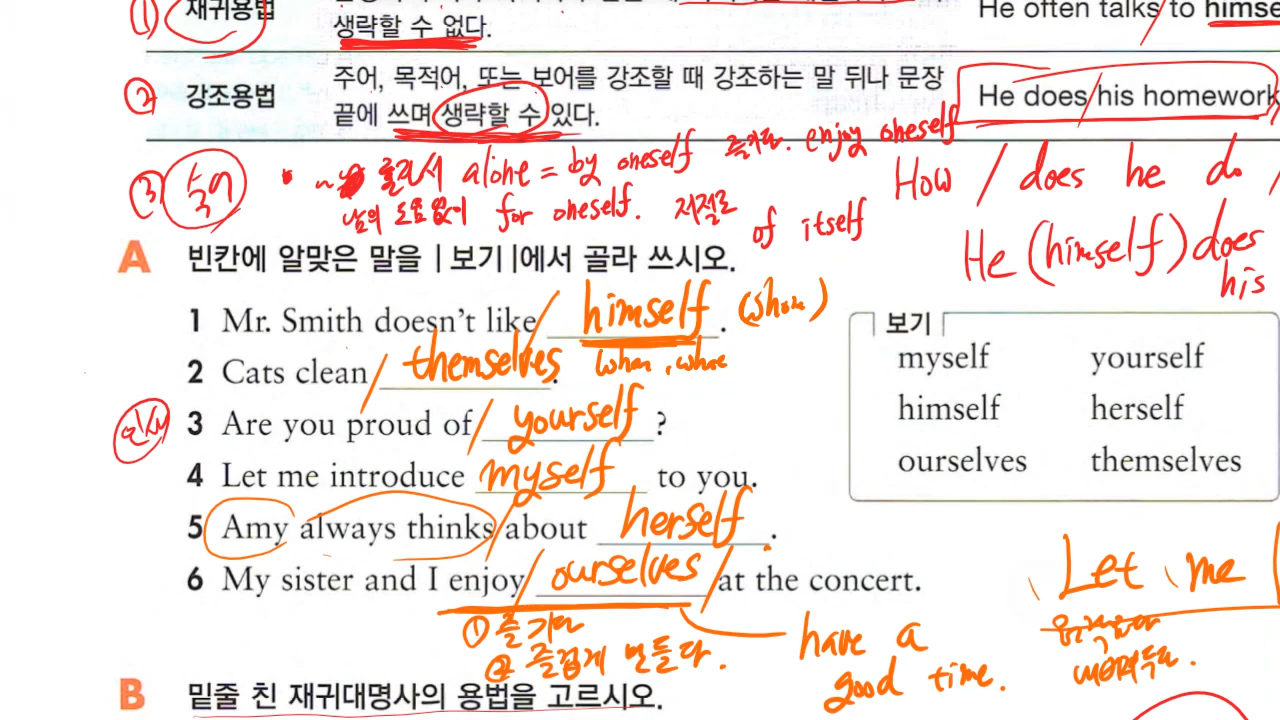 ① 재귀용법
생략할 수 없다.
He often talks / to himse
② 강조용법
주어, 목적어, 또는 보어를 강조할 때 강조하는 말 뒤나 문장
끝에 쓰며 생략할 수 있다.
He does / his homework
③ 숙어
홀로서 alone = by oneself 즐기다. enjoy oneself
남의 도움없이 for oneself. 저절로 of itself
How / does he do /
He (himself) does
his
A 빈칸에 알맞은 말을 | 보기 |에서 골라 쓰시오.
1 Mr. Smith doesn't like / himself. (show)
2 Cats clean / themselves.
when, where
3 Are you proud of / yourself?
4 Let me introduce myself to you.
5 Amy always thinks / about herself.
6 My sister and I enjoy / ourselves / at the concert.
① 즐기다
② 즐겁게 만들다.
have a
good time.
보기
myself yourself
himself herself
ourselves themselves
Let me
B 밑줄 친 재귀대명사의 용법을 고르시오.